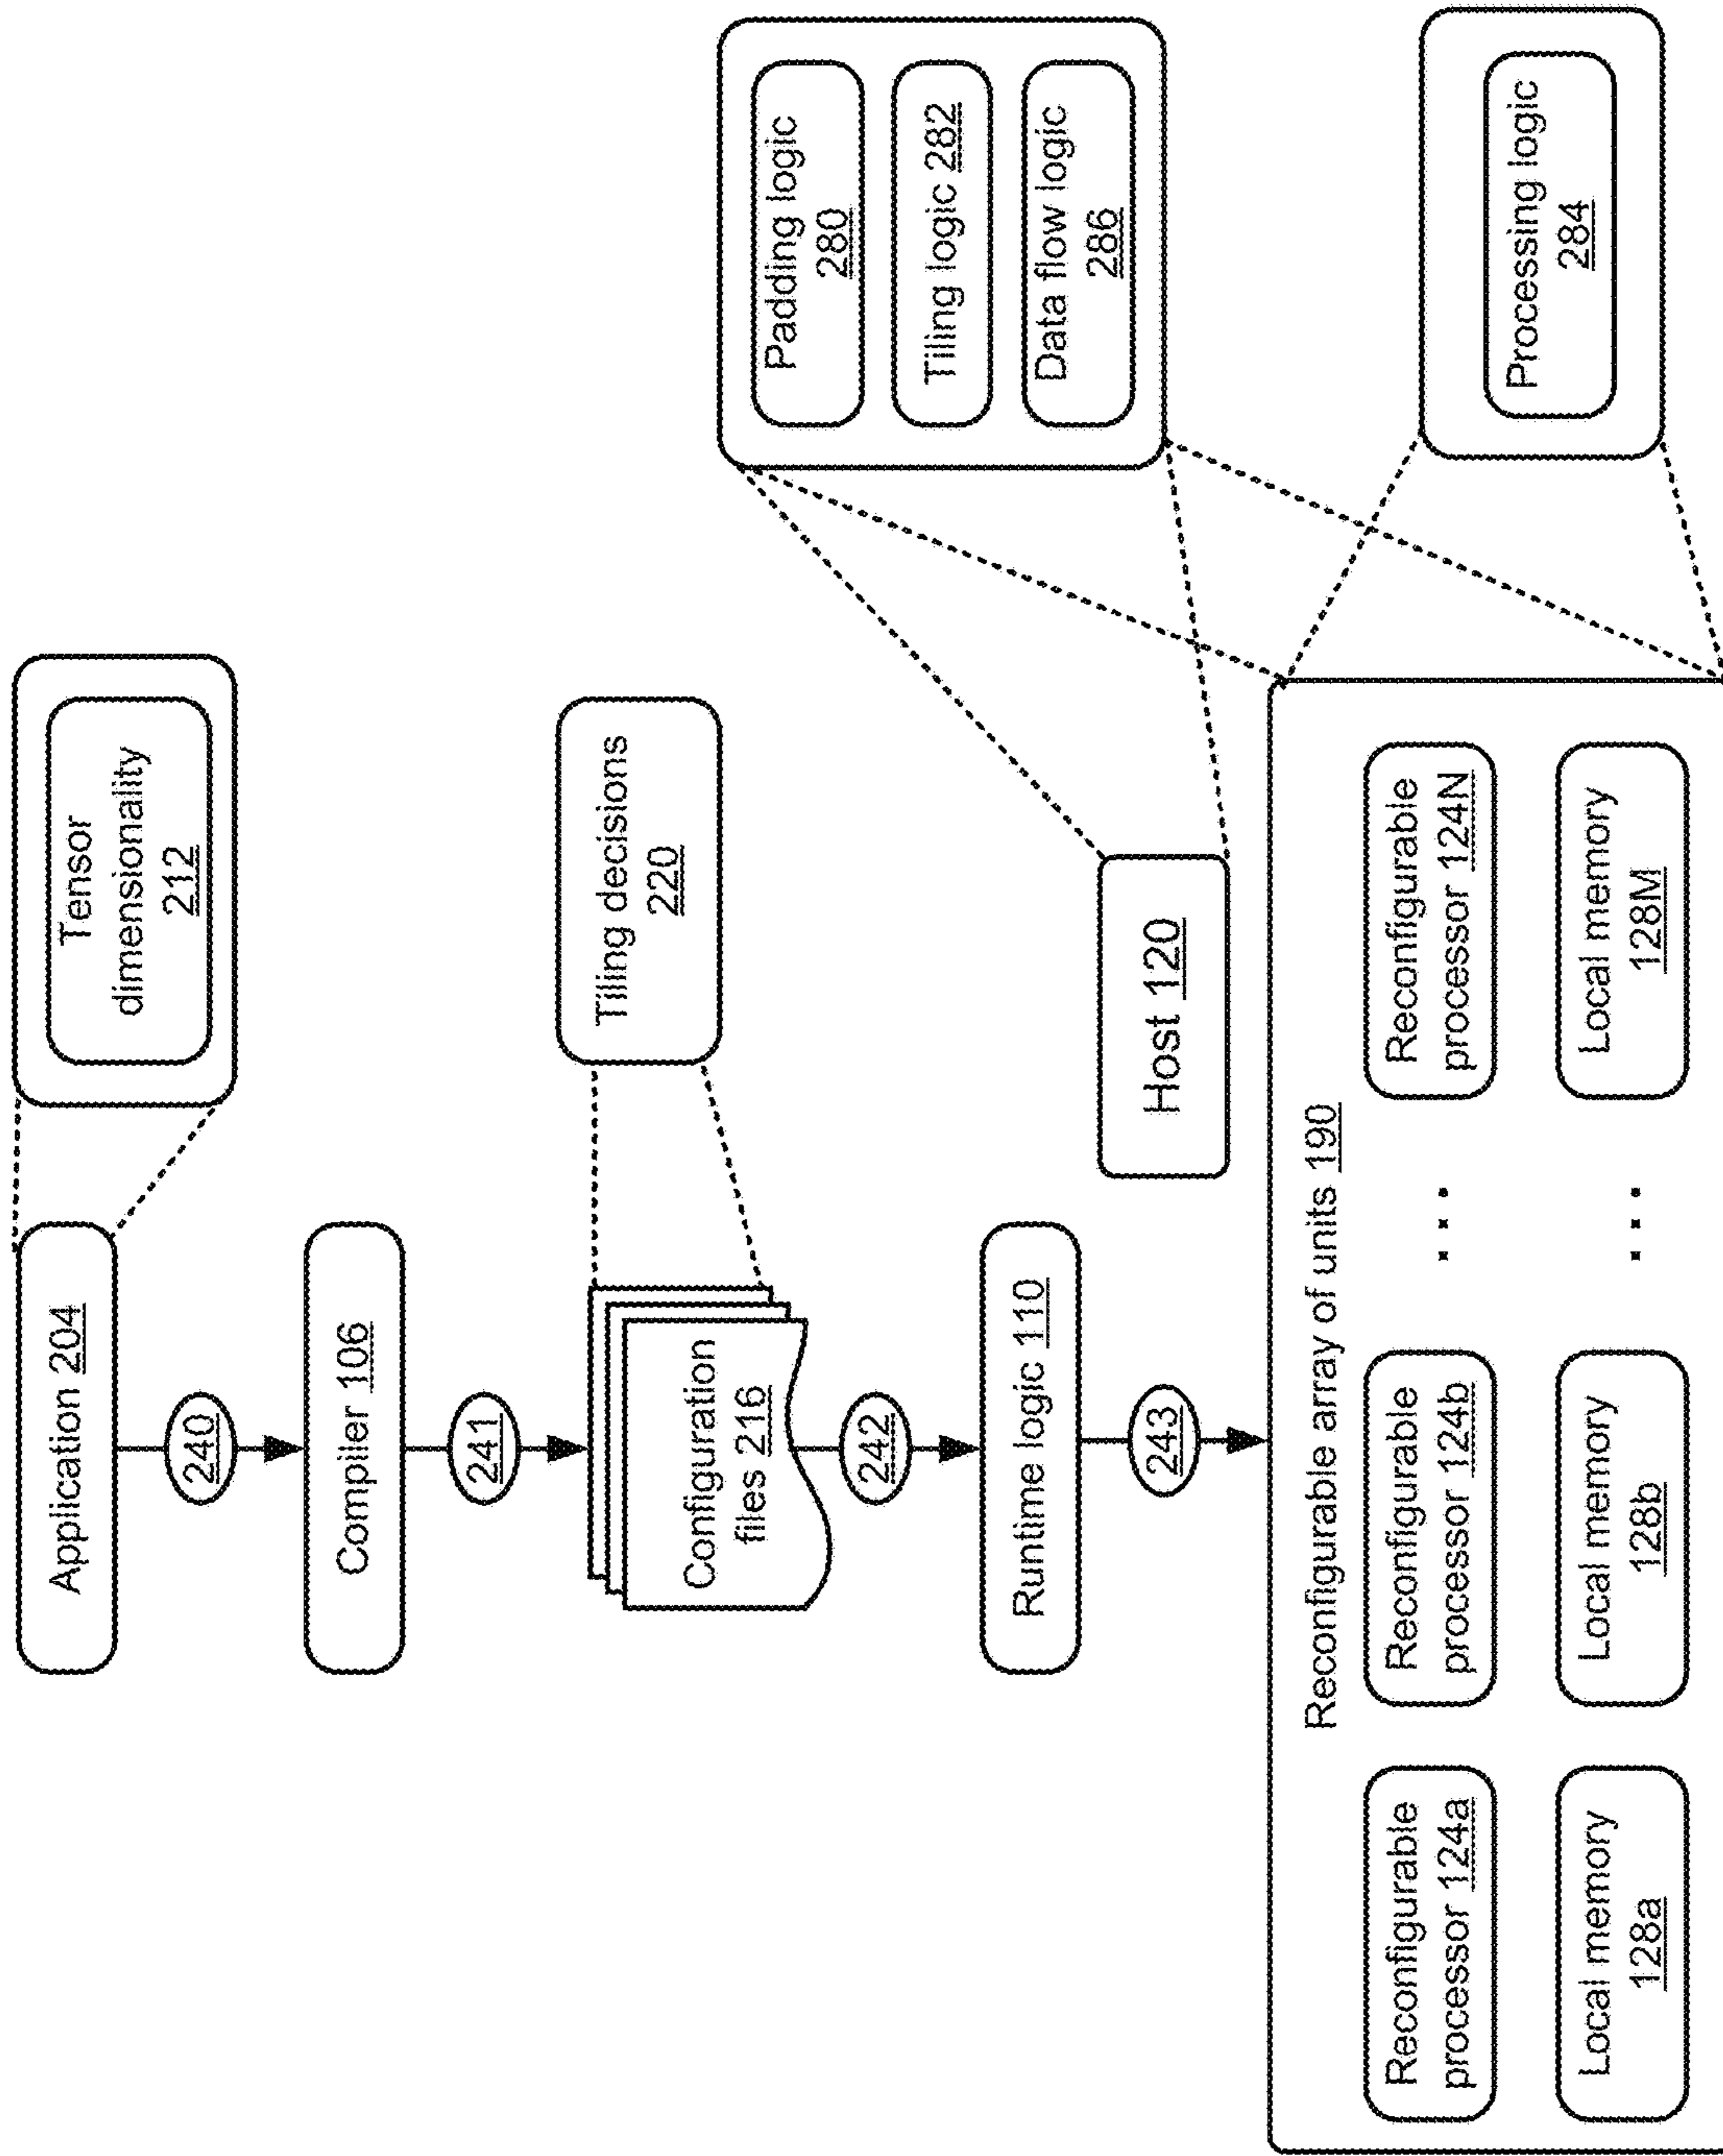 Application 204
Tensor
dimensionality
212
240
Compiler 106
241
Configuration
files 216
Tiling decisions
220
242
Runtime logic 110
243
Host 120
Padding logic
280
Tiling logic 282
Data flow logic
286
Reconfigurable array of units 190
Reconfigurable
processor 124a
Reconfigurable
processor 124b
...
Reconfigurable
processor 124N
Local memory
128a
Local memory
128b
...
Local memory
128M
Processing logic
284